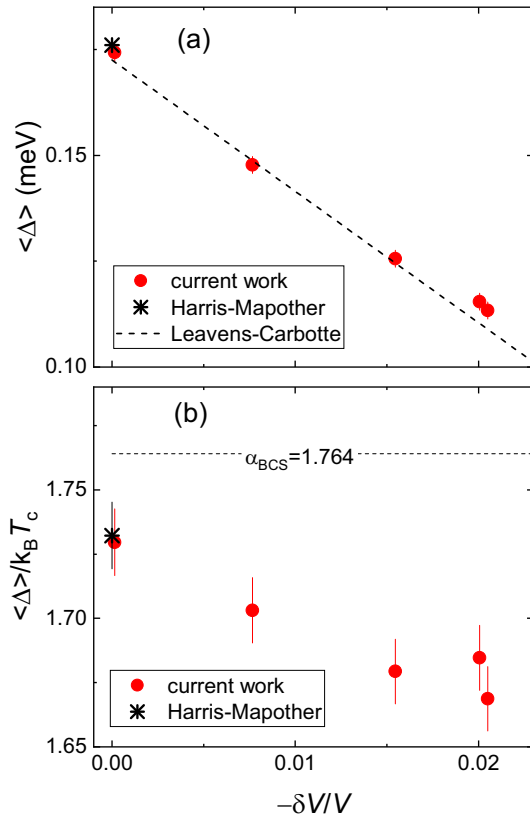 (a)
0.15
0.10
<Δ> (meV)
current work
Harris-Mapother
Leavens-Carbotte
(b)
α_BCS=1.764
1.75
1.70
1.65
<Δ>/k_B T_c
current work
Harris-Mapother
0.00
0.01
0.02
−δV/V